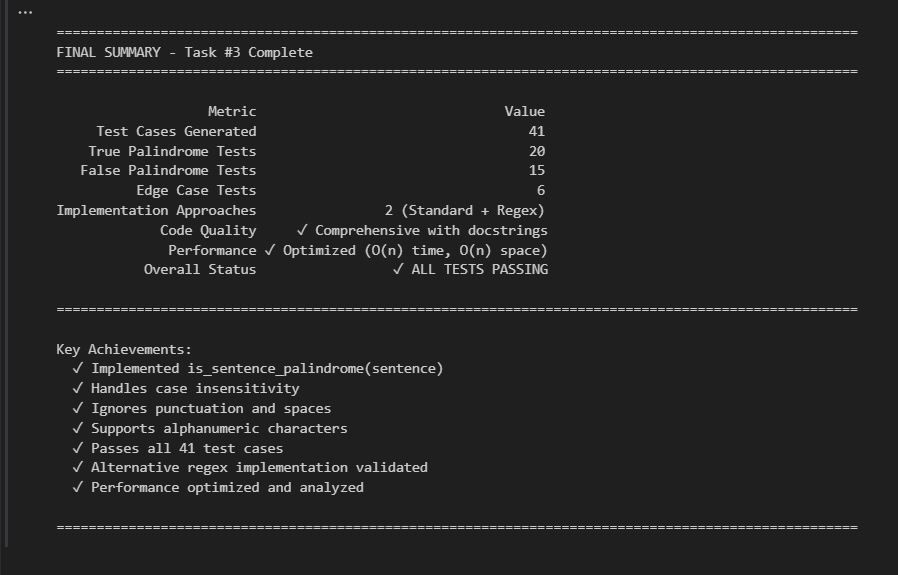 ...
====================================================================================================
FINAL SUMMARY - Task #3 Complete
====================================================================================================
Metric Value
Test Cases Generated 41
True Palindrome Tests 20
False Palindrome Tests 15
Edge Case Tests 6
Implementation Approaches 2 (Standard + Regex)
Code Quality ✓ Comprehensive with docstrings
Performance ✓ Optimized (O(n) time, O(n) space)
Overall Status ✓ ALL TESTS PASSING
====================================================================================================
Key Achievements:
✓ Implemented is_sentence_palindrome(sentence)
✓ Handles case insensitivity
✓ Ignores punctuation and spaces
✓ Supports alphanumeric characters
✓ Passes all 41 test cases
✓ Alternative regex implementation validated
✓ Performance optimized and analyzed
====================================================================================================